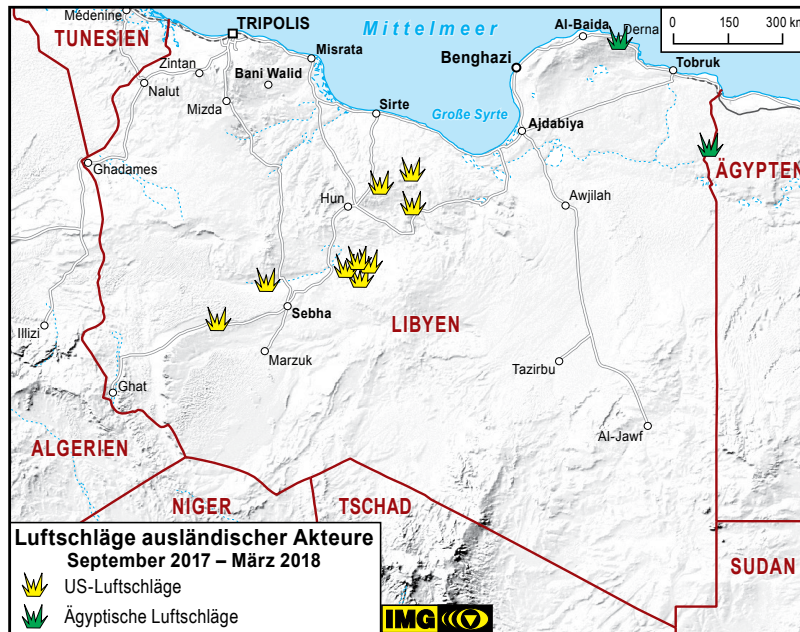 Médenine
TUNESIEN
TRIPOLIS
Mittelmeer
Al-Baida
Derna
0 150 300 km
Zintan
Misrata
Benghazi
Tobruk
Nalut
Bani Walid
Mizda
Sirte
Große Syrte
Ajdabiya
Ghadames
ÄGYPTEN
Hun
Awjilah
Sebha
LIBYEN
Illizi
Marzuk
Tazirbu
Ghat
Al-Jawf
ALGERIEN
NIGER
TSCHAD
SUDAN
Luftschläge ausländischer Akteure
September 2017 – März 2018
US-Luftschläge
Ägyptische Luftschläge
IMG